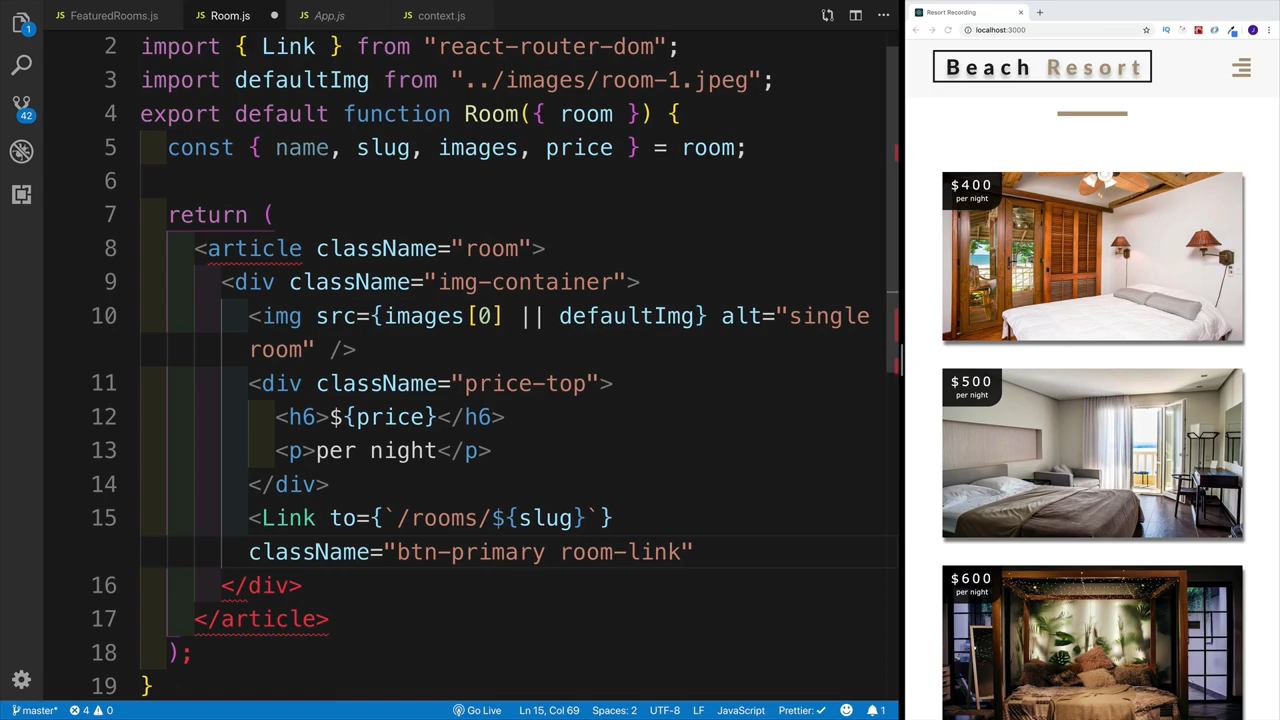 FeaturedRooms.js Room.js App.js context.js
2 import { Link } from "react-router-dom";
3 import defaultImg from "../images/room-1.jpeg";
4 export default function Room({ room }) {
5 const { name, slug, images, price } = room;
6
7 return (
8 <article className="room">
9 <div className="img-container">
10 <img src={images[0] || defaultImg} alt="single
room" />
11 <div className="price-top">
12 <h6>${price}</h6>
13 <p>per night</p>
14 </div>
15 <Link to={`/rooms/${slug}`}
className="btn-primary room-link"
16 </div>
17 </article>
18 );
19 }
1
42
master* 4 0 Go Live Ln 15, Col 69 Spaces: 2 UTF-8 LF JavaScript Prettier: ✓ 1
Resort Recording
localhost:3000
IQ
J
Beach Resort
$400
per night
$500
per night
$600
per night